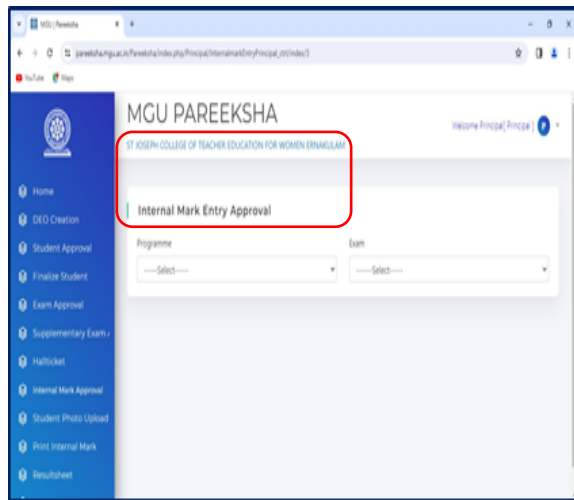 MGU | Pareeksha
pareeksha.mgu.ac.in/Pareeksha/index.php/Principal/InternalmarkEntryPrincipal_ctrl/index/3
YouTube Maps
MGU PAREEKSHA
Welcome Principal[ Principal ] P
ST JOSEPH COLLEGE OF TEACHER EDUCATION FOR WOMEN ERNAKULAM
Home
DEO Creation
Student Approval
Finalize Student
Exam Approval
Supplementary Exam
Hallticket
Internal Mark Approval
Student Photo Upload
Print Internal Mark
Resultsheet
Internal Mark Entry Approval
Programme Exam
-----Select----- -----Select-----